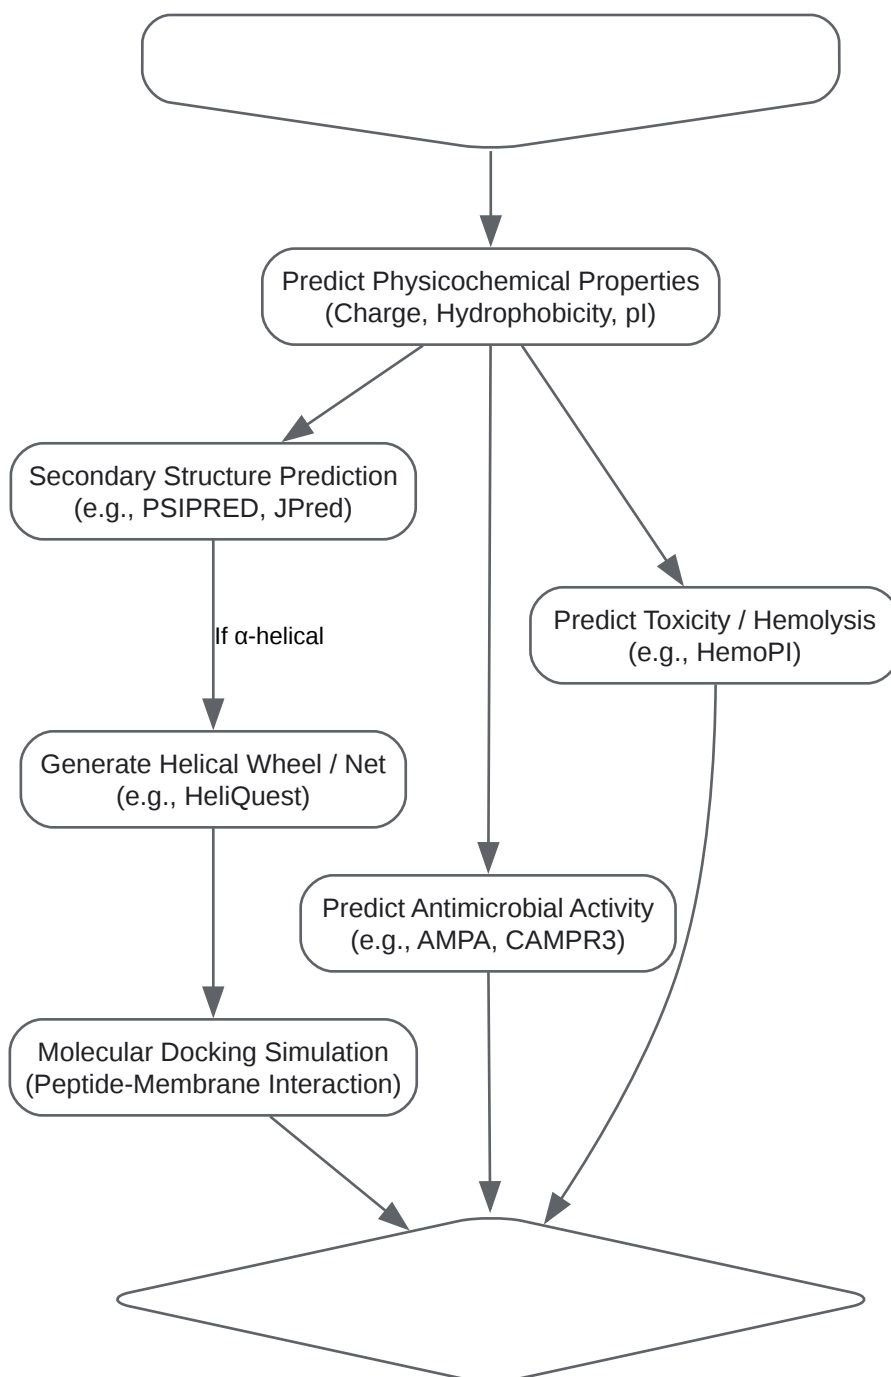 Predict Physicochemical Properties
(Charge, Hydrophobicity, pI)
Secondary Structure Prediction
(e.g., PSIPRED, JPred)
Predict Toxicity / Hemolysis
(e.g., HemoPI)
If α-helical
Generate Helical Wheel / Net
(e.g., HeliQuest)
Predict Antimicrobial Activity
(e.g., AMPA, CAMPR3)
Molecular Docking Simulation
(Peptide-Membrane Interaction)